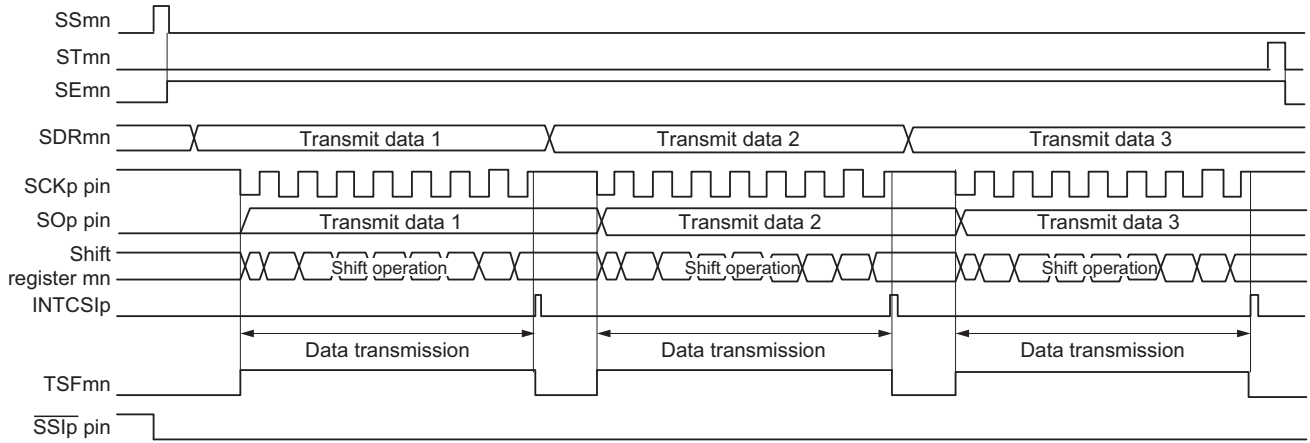 SSmn
STmn
SEmn
SDRmn Transmit data 1 Transmit data 2 Transmit data 3
SCKp pin
SOp pin Transmit data 1 Transmit data 2 Transmit data 3
Shift
register mn Shift operation Shift operation Shift operation
INTCSIp
Data transmission Data transmission Data transmission
TSFmn
SSIp pin